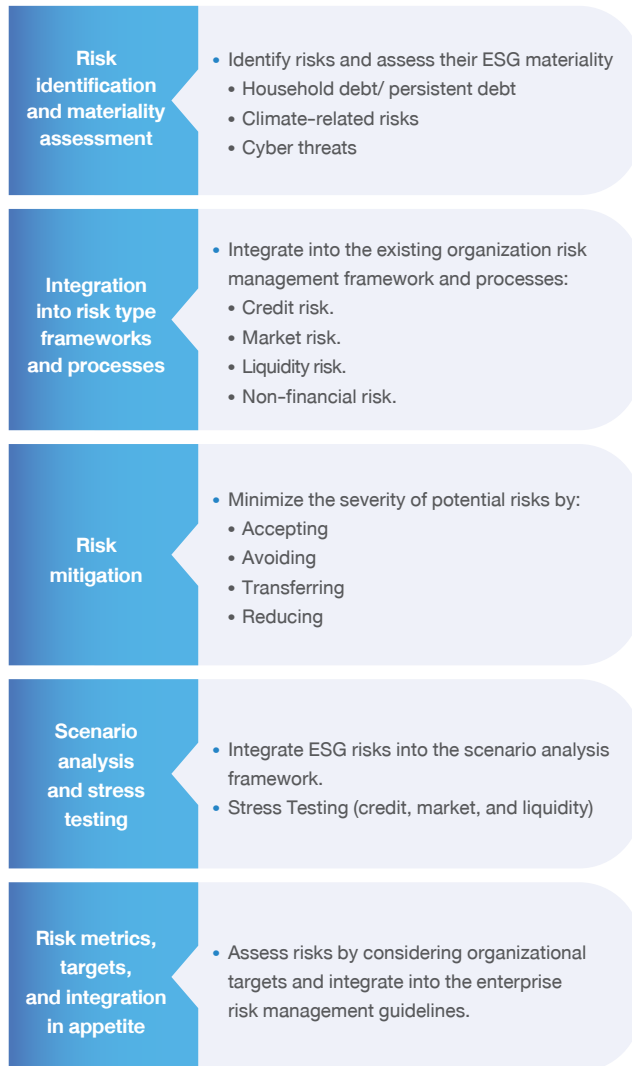 Risk
identification
and materiality
assessment
• Identify risks and assess their ESG materiality
• Household debt/ persistent debt
• Climate-related risks
• Cyber threats
Integration
into risk type
frameworks
and processes
• Integrate into the existing organization risk
management framework and processes:
• Credit risk.
• Market risk.
• Liquidity risk.
• Non-financial risk.
Risk
mitigation
• Minimize the severity of potential risks by:
• Accepting
• Avoiding
• Transferring
• Reducing
Scenario
analysis
and stress
testing
• Integrate ESG risks into the scenario analysis
framework.
• Stress Testing (credit, market, and liquidity)
Risk metrics,
targets,
and integration
in appetite
• Assess risks by considering organizational
targets and integrate into the enterprise
risk management guidelines.